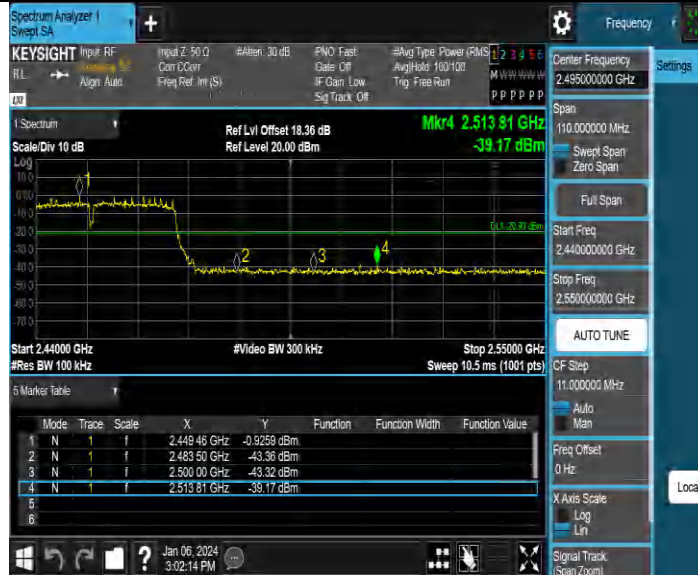 Spectrum Analyzer 1
Swept SA
+
Frequency
KEYSIGHT Input: RF
RL
Align: Auto
Input Z: 50 Ω
Corr CCorr
Freq Ref: Int (S)
#Atten: 30 dB
PNO: Fast
Gate: Off
IF Gain: Low
Sig Track: Off
#Avg Type: Power (RMS)
Avg|Hold: 100/100
Trig: Free Run
1 2 3 4 5 6
M W W W W W
P P P P P P
LXI
1 Spectrum
Scale/Div 10 dB
Ref Lvl Offset 18.36 dB
Ref Level 20.00 dBm
Mkr4 2.513 81 GHz
-39.17 dBm
Log
10.0
0.00
-10.0
-20.0
-30.0
-40.0
-50.0
-60.0
-70.0
1
2
3
4
Start 2.44000 GHz
#Res BW 100 kHz
#Video BW 300 kHz
Stop 2.55000 GHz
Sweep 10.5 ms (1001 pts)
5 Marker Table
Mode Trace Scale X Y Function Function Width Function Value
1 N 1 f 2.449 46 GHz -0.9259 dBm
2 N 1 f 2.483 50 GHz -43.36 dBm
3 N 1 f 2.500 00 GHz -43.32 dBm
4 N 1 f 2.513 81 GHz -39.17 dBm
5
6
?
Jan 06, 2024
3:02:14 PM
Center Frequency
2.495000000 GHz
Settings
Span
110.000000 MHz
Swept Span
Zero Span
Full Span
Start Freq
2.440000000 GHz
Stop Freq
2.550000000 GHz
AUTO TUNE
CF Step
11.000000 MHz
Auto
Man
Freq Offset
0 Hz
X Axis Scale
Log
Lin
Signal Track
(Span Zoom)
Loca